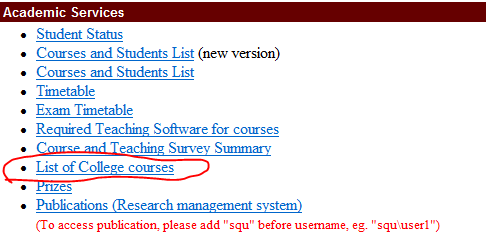 Academic Services
Student Status
Courses and Students List (new version)
Courses and Students List
Timetable
Exam Timetable
Required Teaching Software for courses
Course and Teaching Survey Summary
List of College courses
Prizes
Publications (Research management system)
(To access publication, please add "squ" before username, eg. "squ\user1")